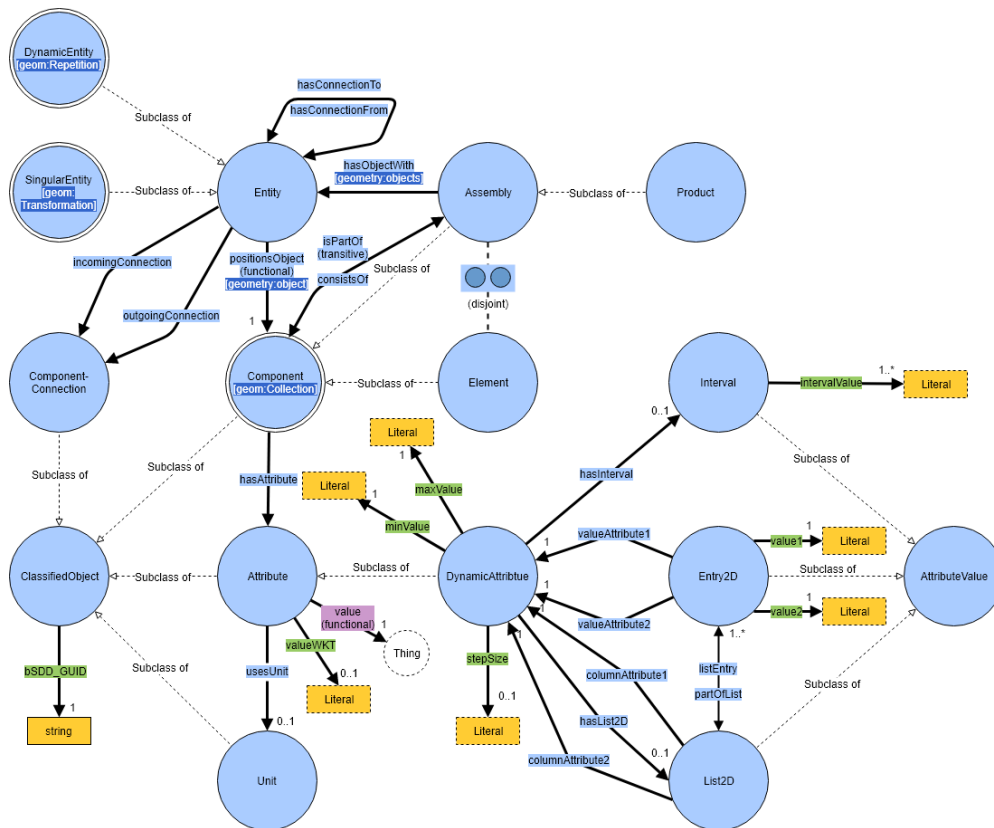 DynamicEntity
[geom:Repetition]
hasConnectionTo
hasConnectionFrom
Subclass of
SingularEntity
[geom:
Transformation]
Subclass of
Entity
hasObjectWith
[geometry:objects]
Assembly
Subclass of
Product
incomingConnection
positionsObject
(functional)
[geometry:object]
isPartOf
(transitive)
consistsOf
Subclass of
(disjoint)
outgoingConnection
1
Component-
Connection
Component
[geom:Collection]
Subclass of
Element
Interval
intervalValue
1..*
Literal
Subclass of
Subclass of
hasAttribute
Literal
1
maxValue
Literal
1
minValue
hasInterval
0..1
Subclass of
ClassifiedObject
Subclass of
Attribute
Subclass of
DynamicAttribtue
1
valueAttribute1
1
valueAttribute2
Entry2D
value1
1
Literal
Subclass of
value2
1
Literal
AttributeValue
bSDD_GUID
1
string
Subclass of
usesUnit
0..1
value
(functional)
1
Thing
valueWKT
0..1
Literal
stepSize
0..1
Literal
1
1
columnAttribute1
hasList2D
0..1
columnAttribute2
1..*
listEntry
partOfList
Subclass of
Unit
List2D